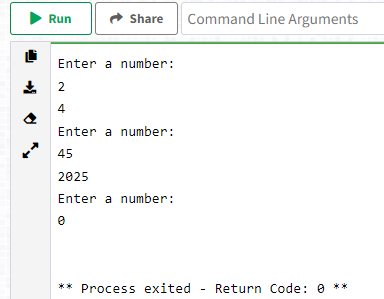 Run Share Command Line Arguments
Enter a number:
2
4
Enter a number:
45
2025
Enter a number:
0
** Process exited - Return Code: 0 **